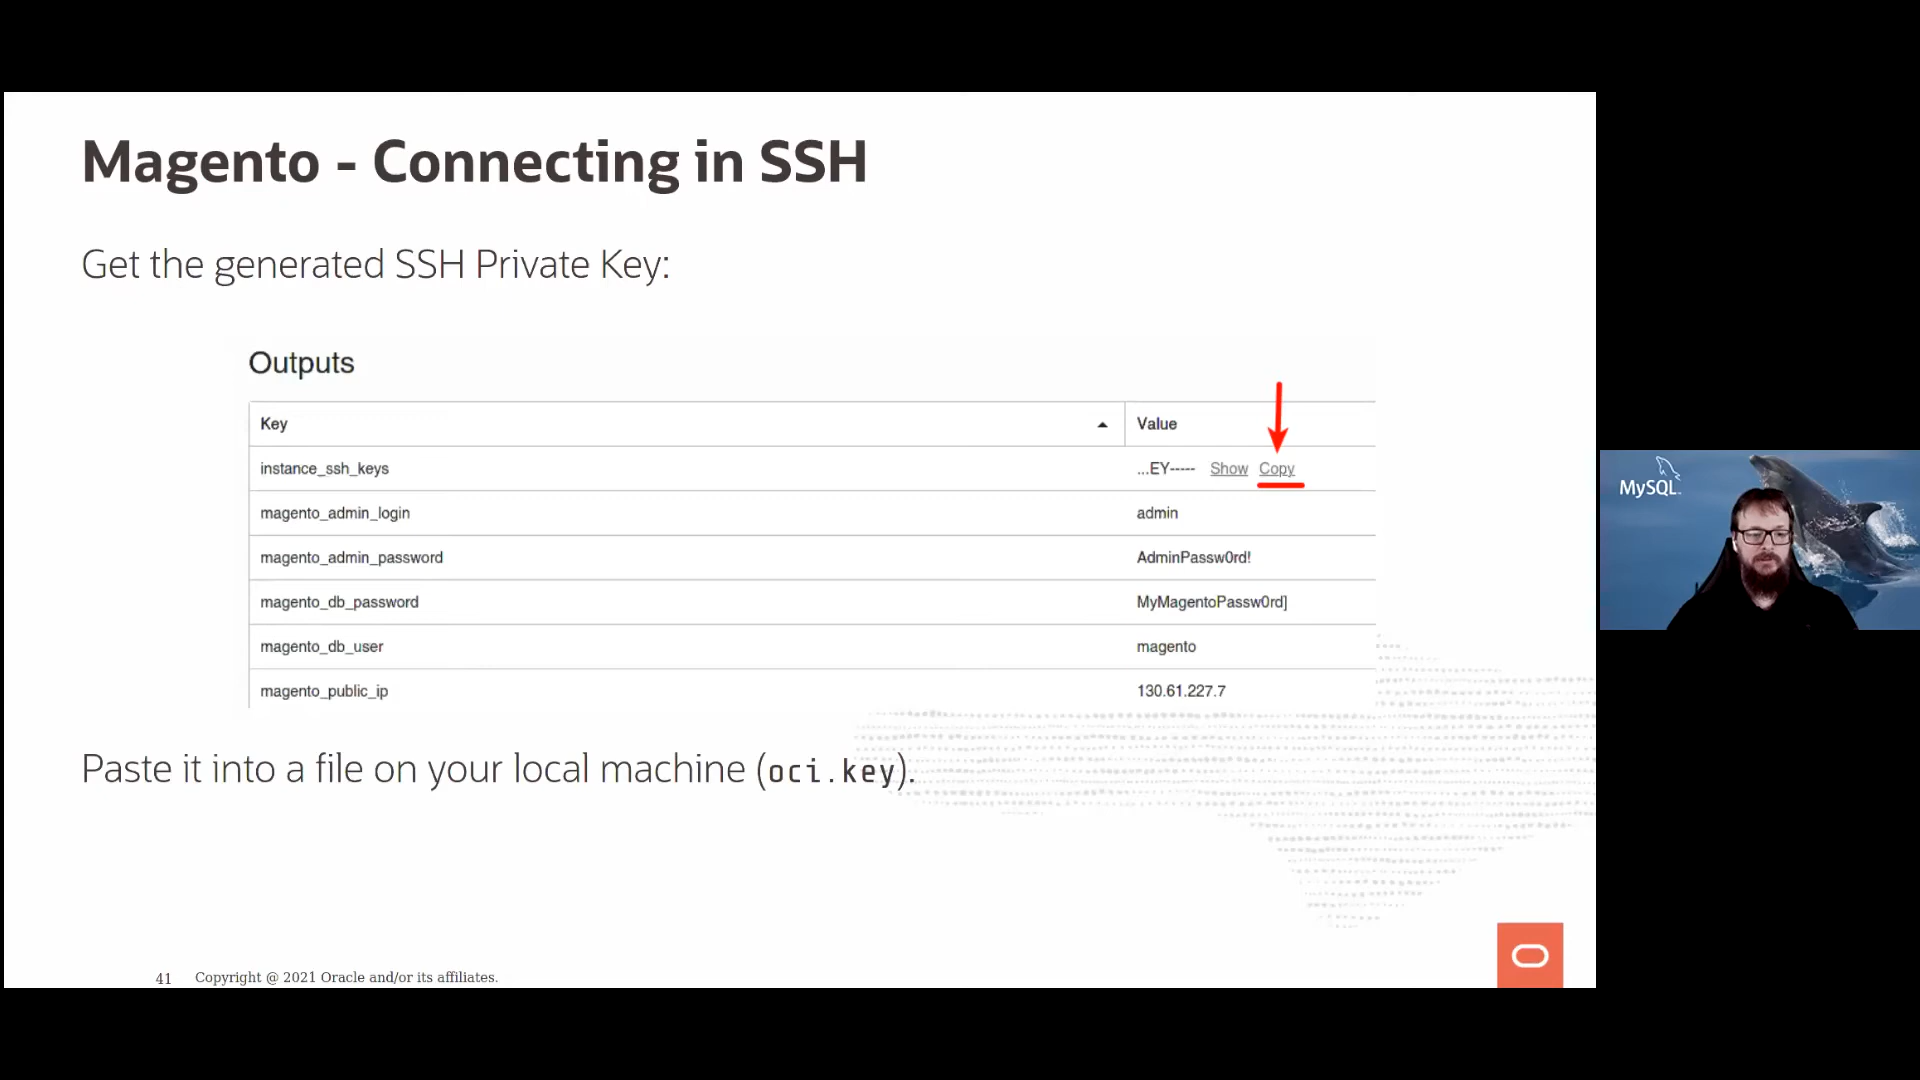 Magento - Connecting in SSH
Get the generated SSH Private Key:
Outputs
Key Value
instance_ssh_keys ...EY----- Show Copy
magento_admin_login admin
magento_admin_password AdminPassw0rd!
magento_db_password MyMagentoPassw0rd]
magento_db_user magento
magento_public_ip 130.61.227.7
Paste it into a file on your local machine (oci.key).
41 Copyright @ 2021 Oracle and/or its affiliates.
MySQL